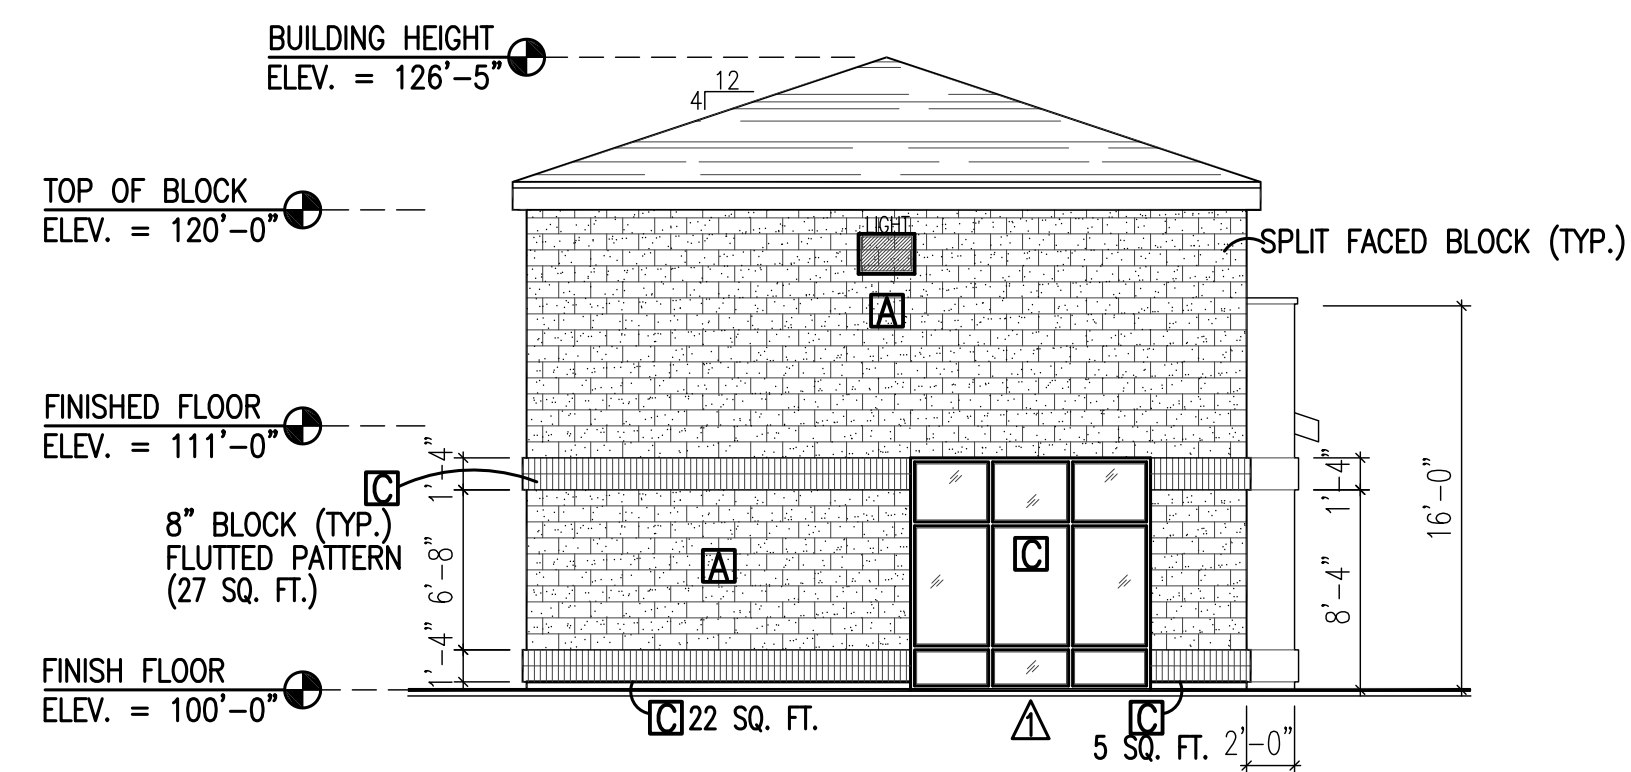 BUILDING HEIGHT
ELEV. = 126'-5"
12
4
TOP OF BLOCK
ELEV. = 120'-0"
LIGHT
SPLIT FACED BLOCK (TYP.)
A
FINISHED FLOOR
ELEV. = 111'-0"
1'-4"
C
8" BLOCK (TYP.)
FLUTTED PATTERN
(27 SQ. FT.)
6'-8"
1'-4"
A
C
1'-4"
8'-4"
16'-0"
FINISH FLOOR
ELEV. = 100'-0"
C 22 SQ. FT.
1
C
5 SQ. FT.
2'-0"